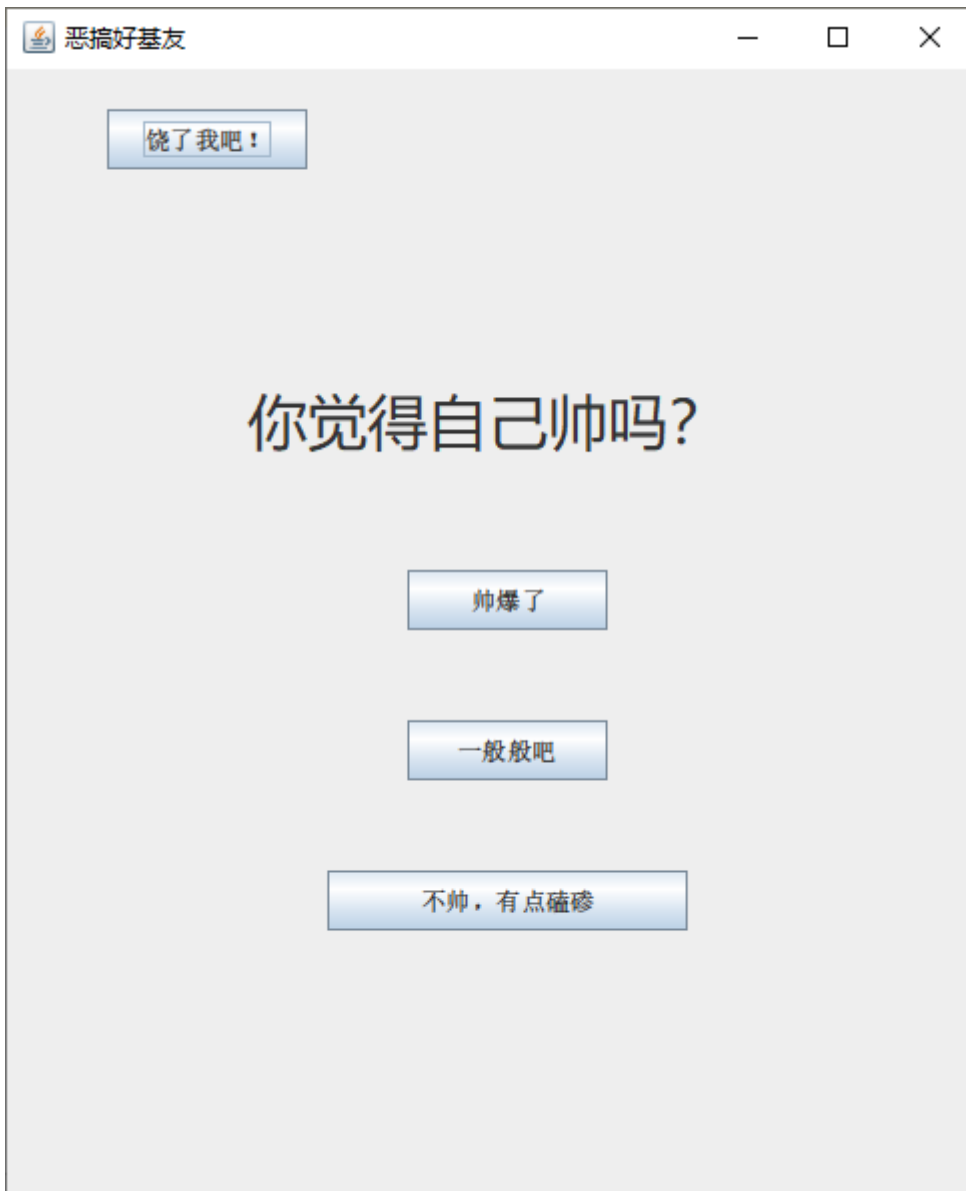 恶搞好基友
饶了我吧！
你觉得自己帅吗？
帅爆了
一般般吧
不帅，有点磕碜